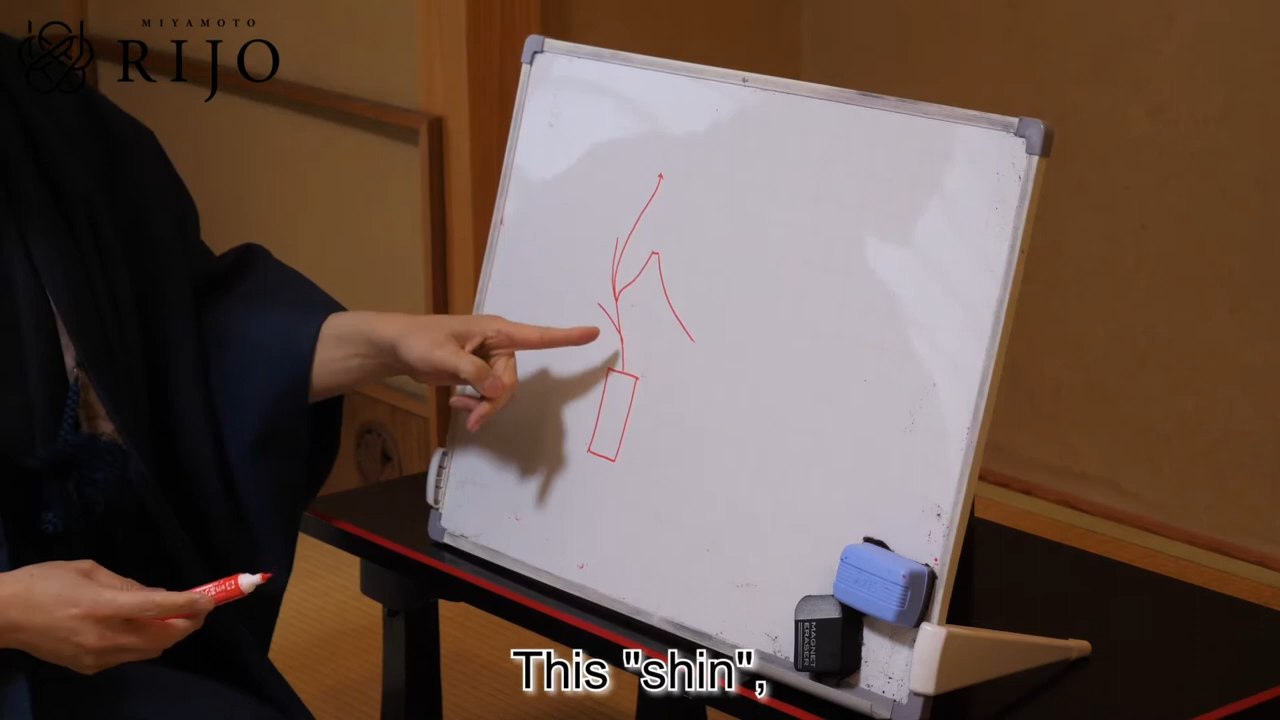 MIYAMOTO
RIJO
MAGNET
ERASER
This "shin",